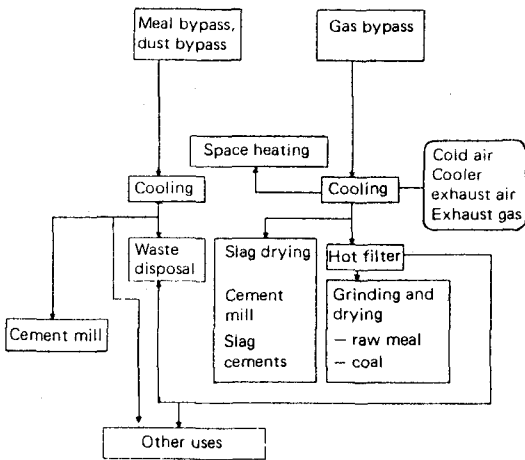 Meal bypass,
dust bypass
Gas bypass
Space heating
Cold air
Cooler
exhaust air
Exhaust gas
Cooling
Cooling
Waste
disposal
Slag drying
Cement
mill
Slag
cements
Hot filter
Grinding and
drying
– raw meal
– coal
Cement mill
Other uses